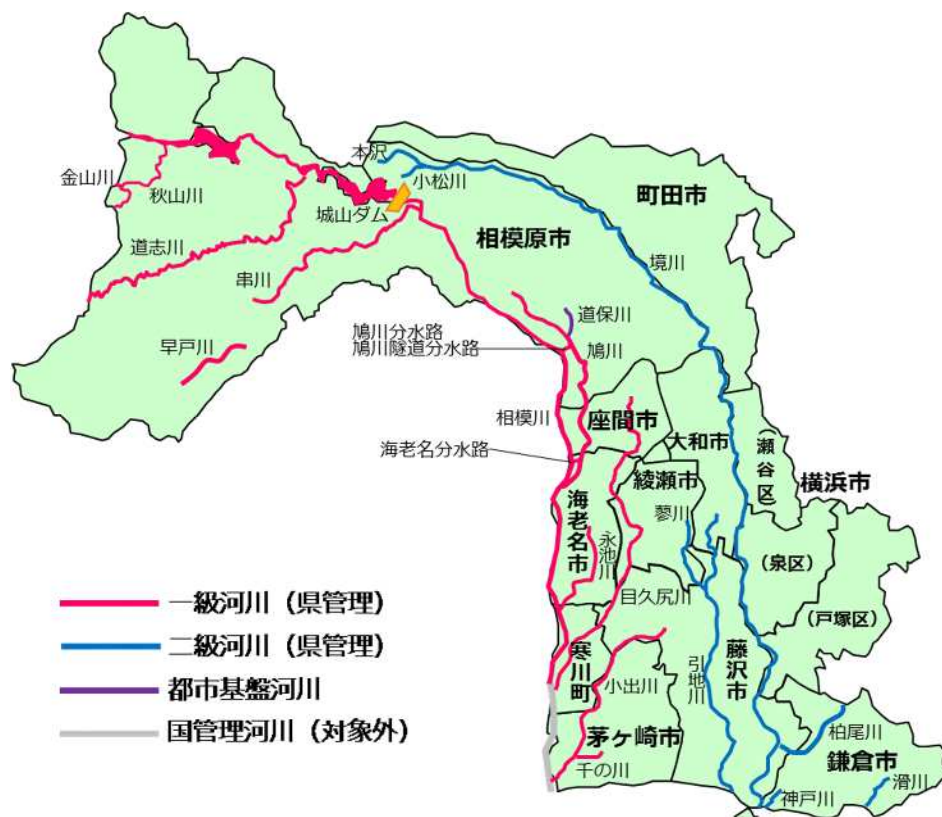 本沢
小松川
金山川
秋山川
町田市
城山ダム
相模原市
道志川
境川
串川
道保川
鳩川分水路
鳩川隧道分水路
鳩川
早戸川
相模川
座間市
大和市
海老名分水路
瀬谷区
綾瀬市
横浜市
蓼川
海老名市
永池川
（泉区）
一級河川（県管理）
目久尻川
（戸塚区）
二級河川（県管理）
寒川町
藤沢市
引地川
小出川
都市基盤河川
国管理河川（対象外）
茅ヶ崎市
柏尾川
鎌倉市
千の川
神戸川
滑川